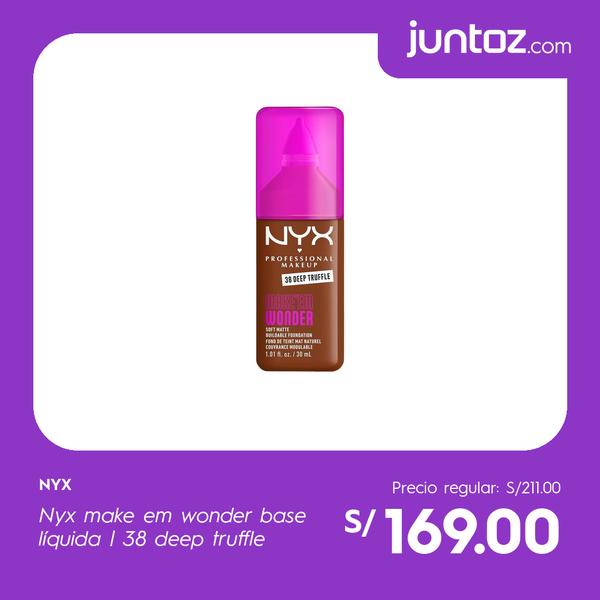 juntoz.com
NYX
PROFESSIONAL
MAKEUP
38 DEEP TRUFFLE
MAKE 'EM
WONDER
SOFT MATTE
BUILDABLE FOUNDATION
FOND DE TEINT MAT NATUREL
COUVRANCE MODULABLE
1.01 fl. oz. / 30 mL
NYX
Nyx make em wonder base
líquida | 38 deep truffle
Precio regular: S/211.00
S/ 169.00